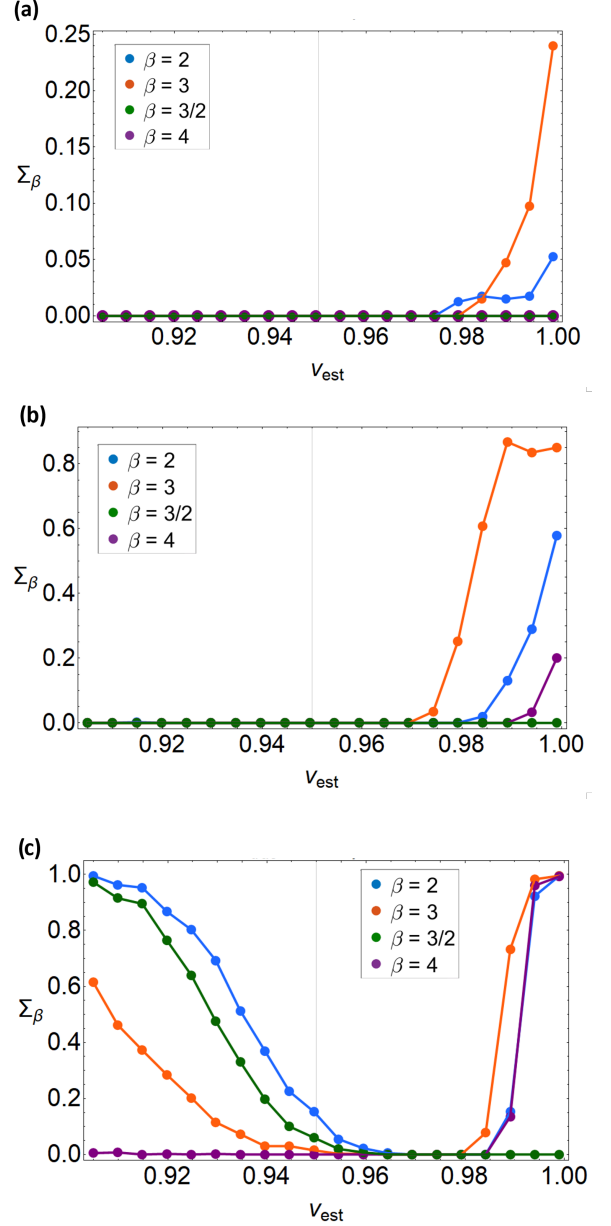 (a)
0.25
0.20
0.15
0.10
0.05
0.00
Σβ
β = 2
β = 3
β = 3/2
β = 4
0.92 0.94 0.96 0.98 1.00
νest
(b)
0.8
0.6
0.4
0.2
0.0
Σβ
β = 2
β = 3
β = 3/2
β = 4
0.92 0.94 0.96 0.98 1.00
νest
(c)
1.0
0.8
0.6
0.4
0.2
0.0
Σβ
β = 2
β = 3
β = 3/2
β = 4
0.92 0.94 0.96 0.98 1.00
νest